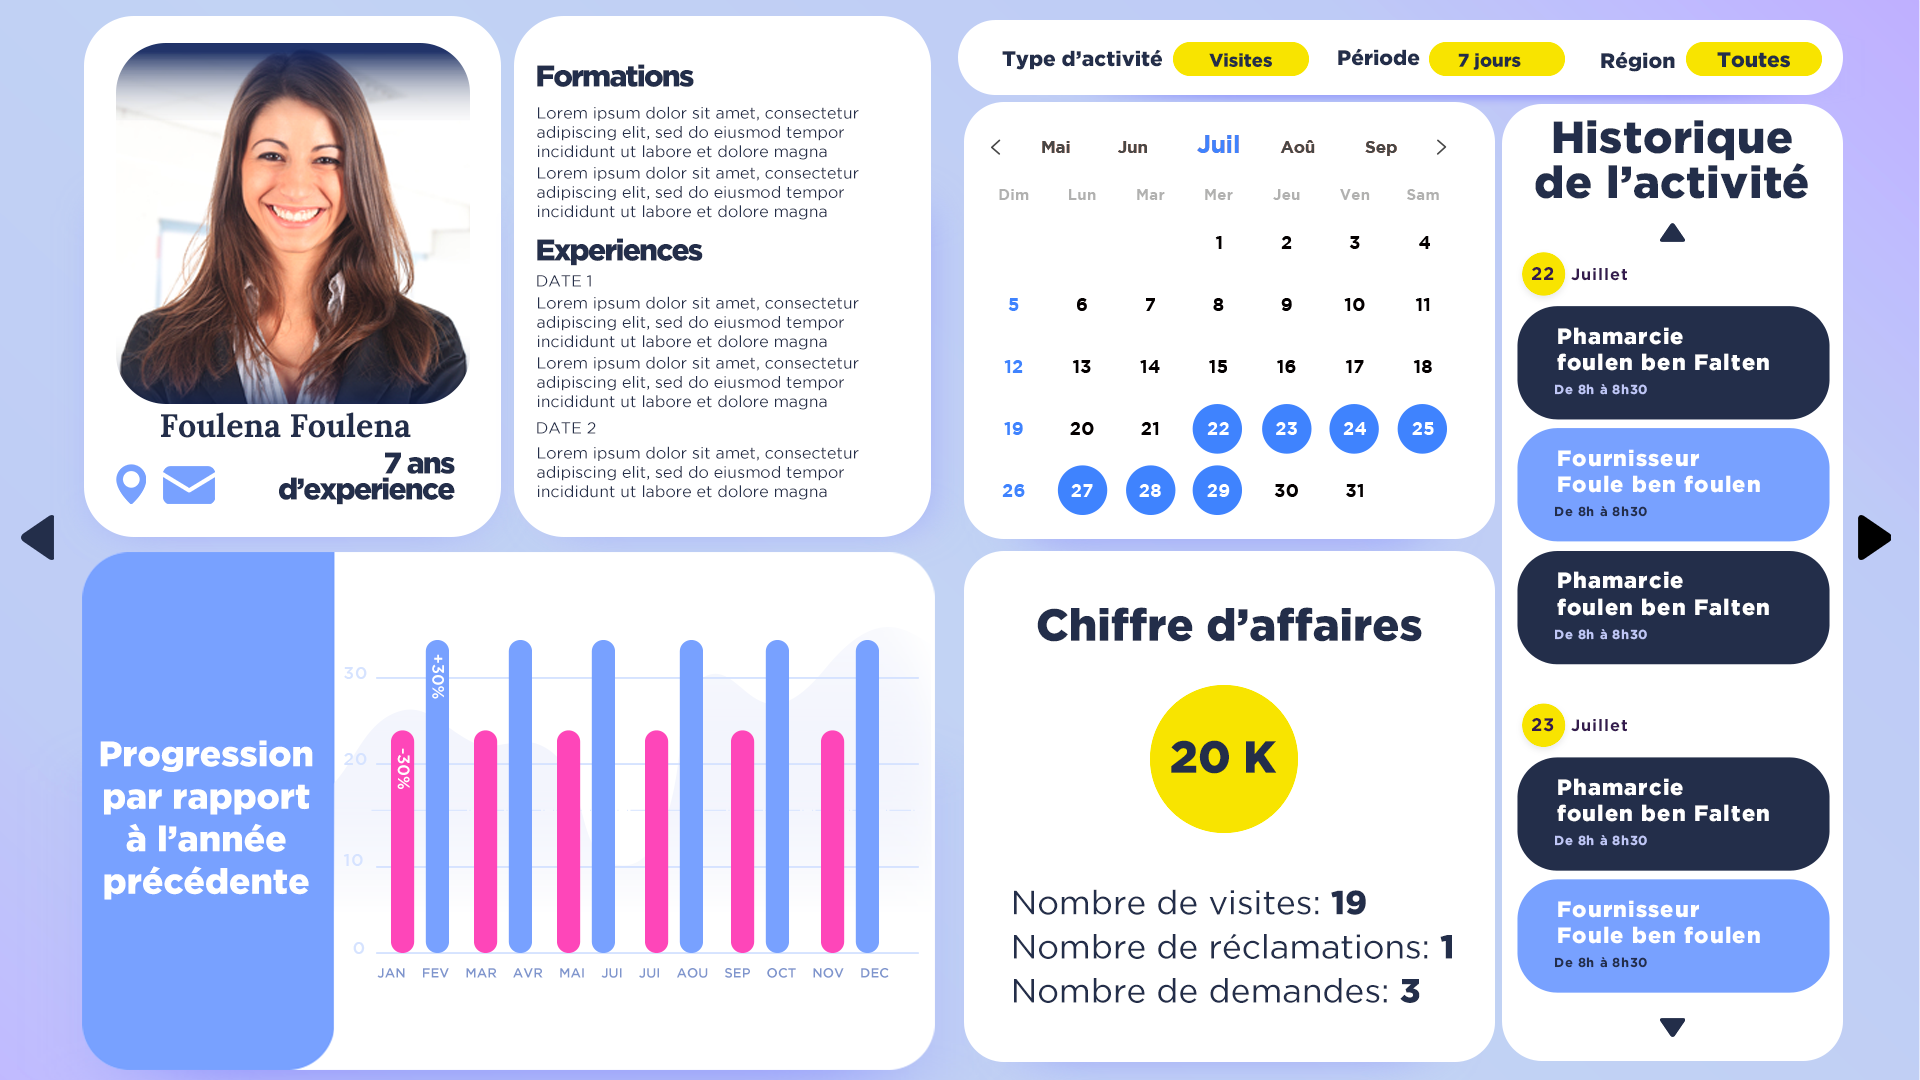 Foulena Foulena
7 ans
d'experience
Formations
Lorem ipsum dolor sit amet, consectetur
adipiscing elit, sed do eiusmod tempor
incididunt ut labore et dolore magna
Lorem ipsum dolor sit amet, consectetur
adipiscing elit, sed do eiusmod tempor
incididunt ut labore et dolore magna
Experiences
DATE 1
Lorem ipsum dolor sit amet, consectetur
adipiscing elit, sed do eiusmod tempor
incididunt ut labore et dolore magna
Lorem ipsum dolor sit amet, consectetur
adipiscing elit, sed do eiusmod tempor
incididunt ut labore et dolore magna
DATE 2
Lorem ipsum dolor sit amet, consectetur
adipiscing elit, sed do eiusmod tempor
incididunt ut labore et dolore magna
Type d'activité Visites Période 7 jours Région Toutes
Mai Jun Juil Aoû Sep
Dim Lun Mar Mer Jeu Ven Sam
1 2 3 4
5 6 7 8 9 10 11
12 13 14 15 16 17 18
19 20 21 22 23 24 25
26 27 28 29 30 31
Historique
de l'activité
22 Juillet
Phamarcie
foulen ben Falten
De 8h à 8h30
Fournisseur
Foule ben foulen
De 8h à 8h30
Phamarcie
foulen ben Falten
De 8h à 8h30
23 Juillet
Phamarcie
foulen ben Falten
De 8h à 8h30
Fournisseur
Foule ben foulen
De 8h à 8h30
Progression
par rapport
à l'année
précédente
30
20
10
0
-30%
+30%
JAN FEV MAR AVR MAI JUI JUI AOU SEP OCT NOV DEC
Chiffre d'affaires
20 K
Nombre de visites: 19
Nombre de réclamations: 1
Nombre de demandes: 3